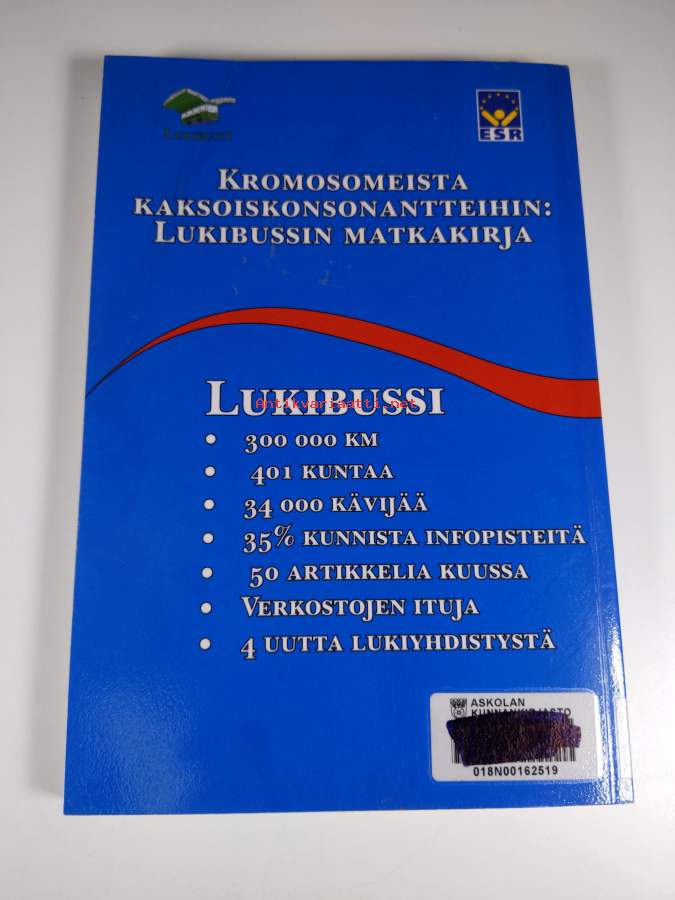 ESR
KROMOSOMEISTA
KAKSOISKONSONANTTEIHIN:
LUKIBUSSIN MATKAKIRJA
LUKIBUSSI
Antikvariaatti.net
• 300 000 KM
• 401 KUNTAA
• 34 000 KÄVIJÄÄ
• 35% KUNNISTA INFOPISTEITÄ
• 50 ARTIKKELIA KUUSSA
• VERKOSTOJEN ITUJA
• 4 UUTTA LUKIYHDISTYSTÄ
ASKOLAN
KUNNANKIRJASTO
018N00162519